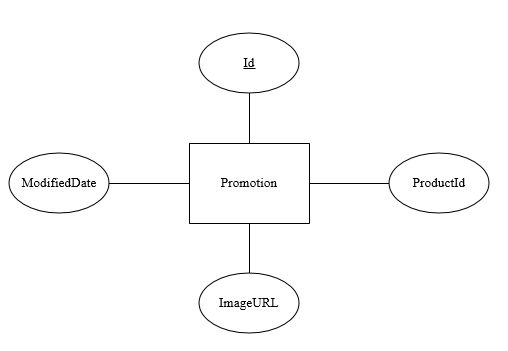 Id
ModifiedDate
Promotion
ProductId
ImageURL